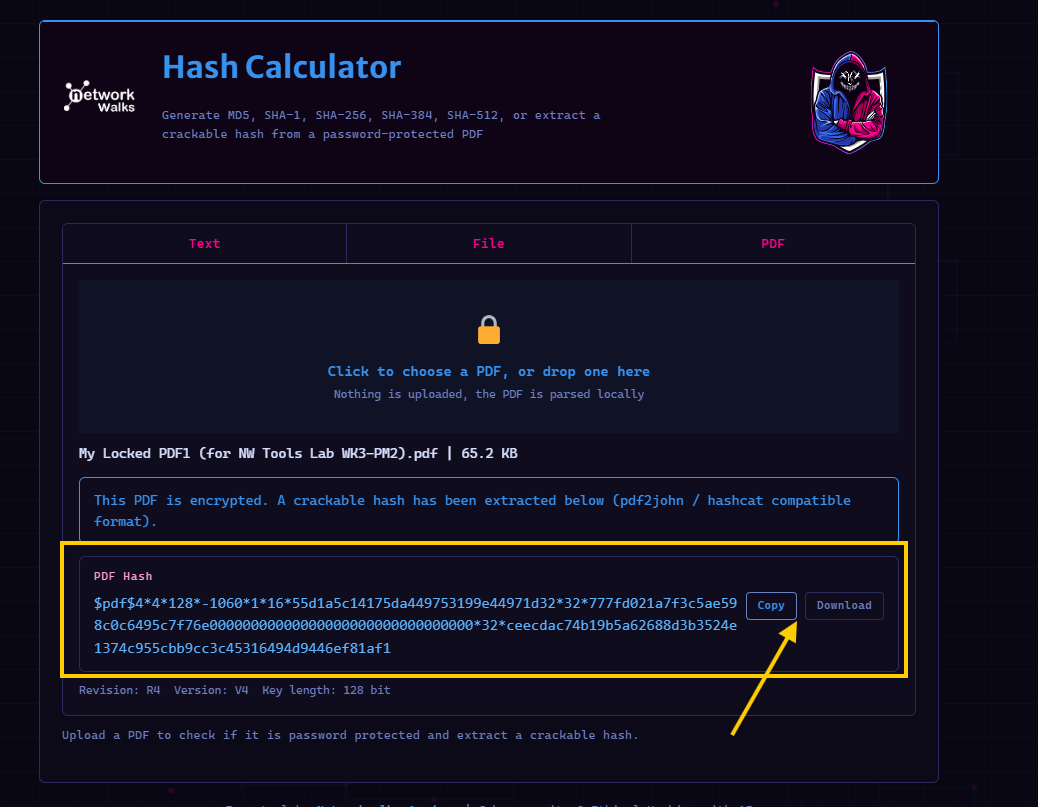 network
Walks
Hash Calculator
Generate MD5, SHA-1, SHA-256, SHA-384, SHA-512, or extract a
crackable hash from a password-protected PDF
Text
File
PDF
Click to choose a PDF, or drop one here
Nothing is uploaded, the PDF is parsed locally
My Locked PDF1 (for NW Tools Lab WK3-PM2).pdf | 65.2 KB
This PDF is encrypted. A crackable hash has been extracted below (pdf2john / hashcat compatible
format).
PDF Hash
$pdf$4*4*128*-1060*1*16*55d1a5c14175da449753199e44971d32*32*777fd021a7f3c5ae59
8c0c6495c7f76e00000000000000000000000000000000*32*ceecdac74b19b5a62688d3b3524e
1374c955cbb9cc3c45316494d9446ef81af1
Copy
Download
Revision: R4 Version: V4 Key length: 128 bit
Upload a PDF to check if it is password protected and extract a crackable hash.